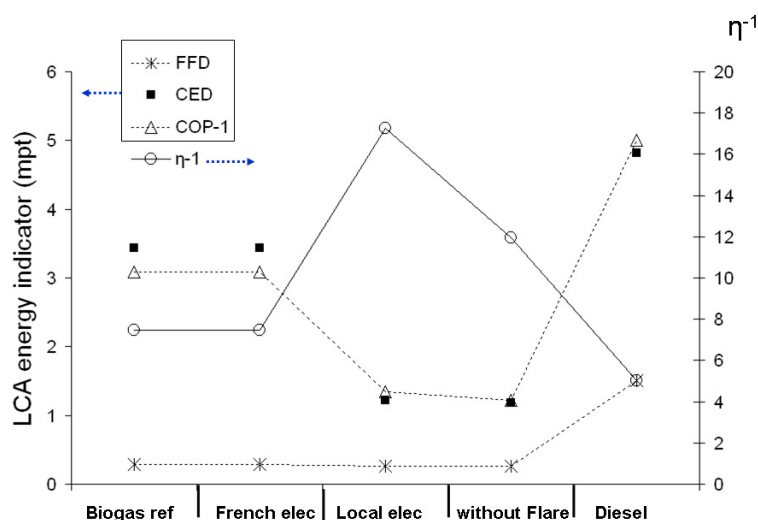 η-1
FFD
CED
COP-1
η-1
LCA energy indicator (mpt)
6
5
4
3
2
1
0
20
18
16
14
12
10
8
6
4
2
0
Biogas ref French elec Local elec without Flare Diesel